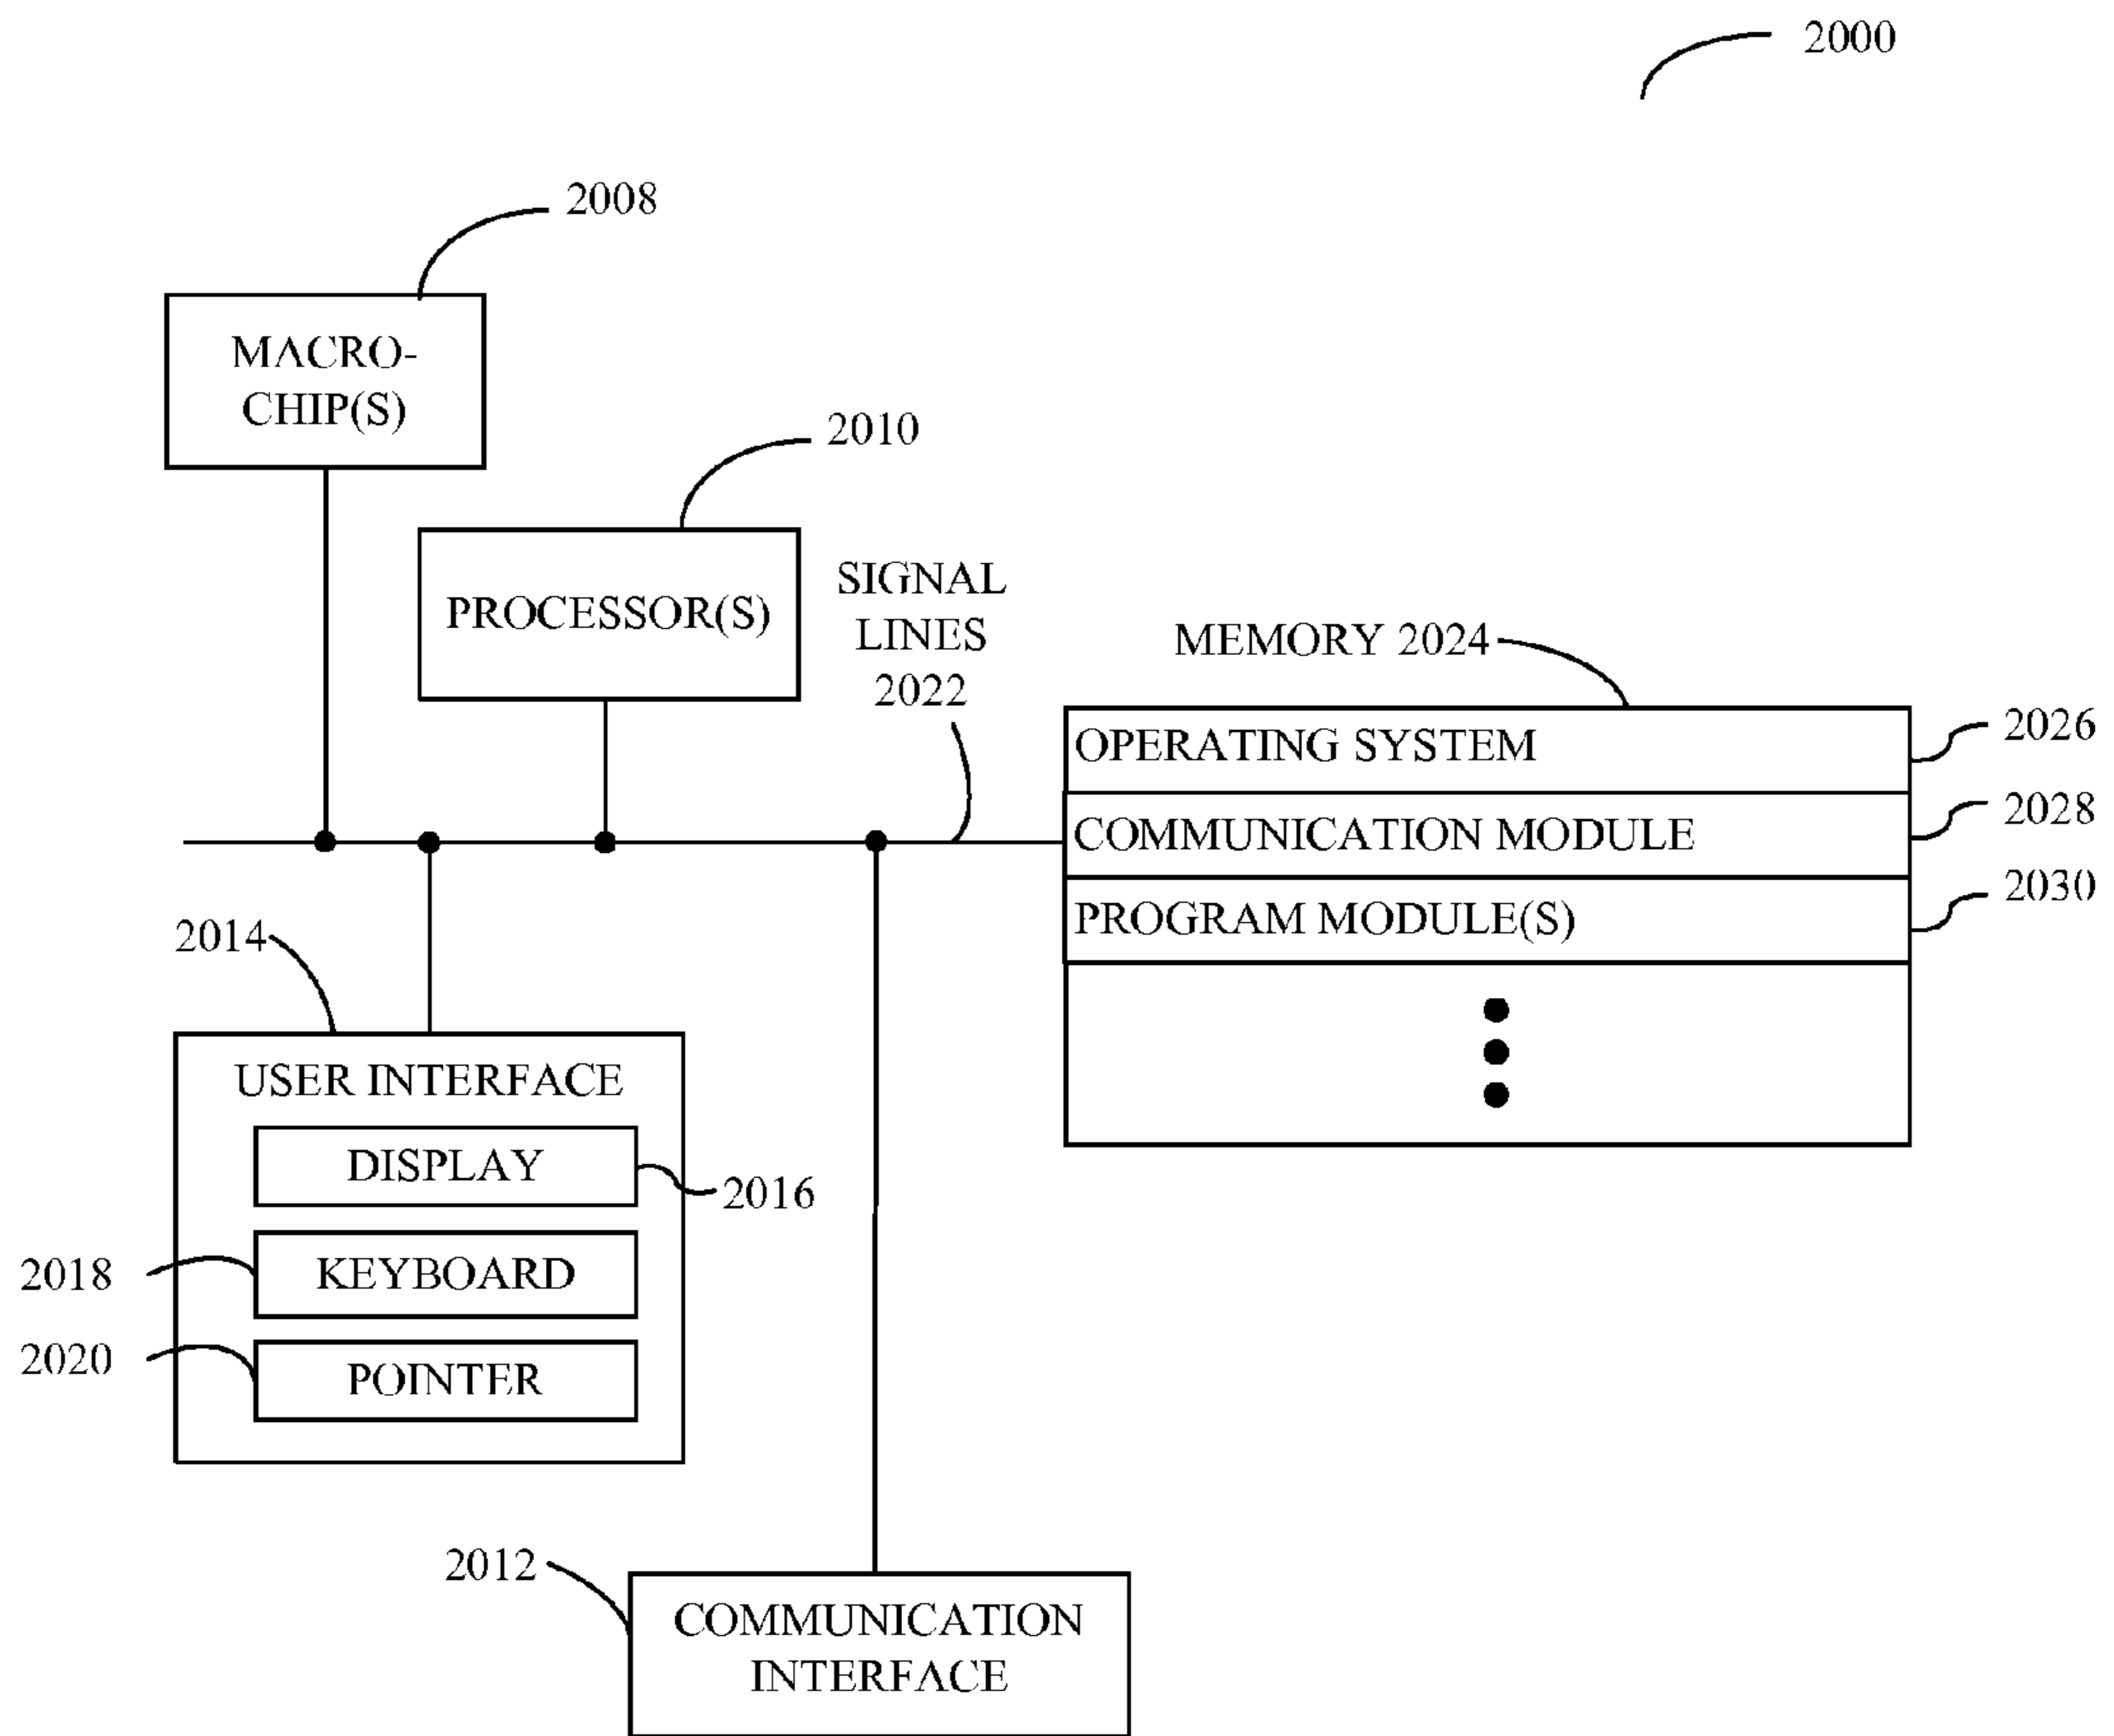 2000
2008
MACRO-
CHIP(S)
2010
PROCESSOR(S)
SIGNAL
LINES
2022
MEMORY 2024
OPERATING SYSTEM
2026
COMMUNICATION MODULE
2028
PROGRAM MODULE(S)
2030
2014
USER INTERFACE
DISPLAY
2016
2018
KEYBOARD
2020
POINTER
2012
COMMUNICATION
INTERFACE